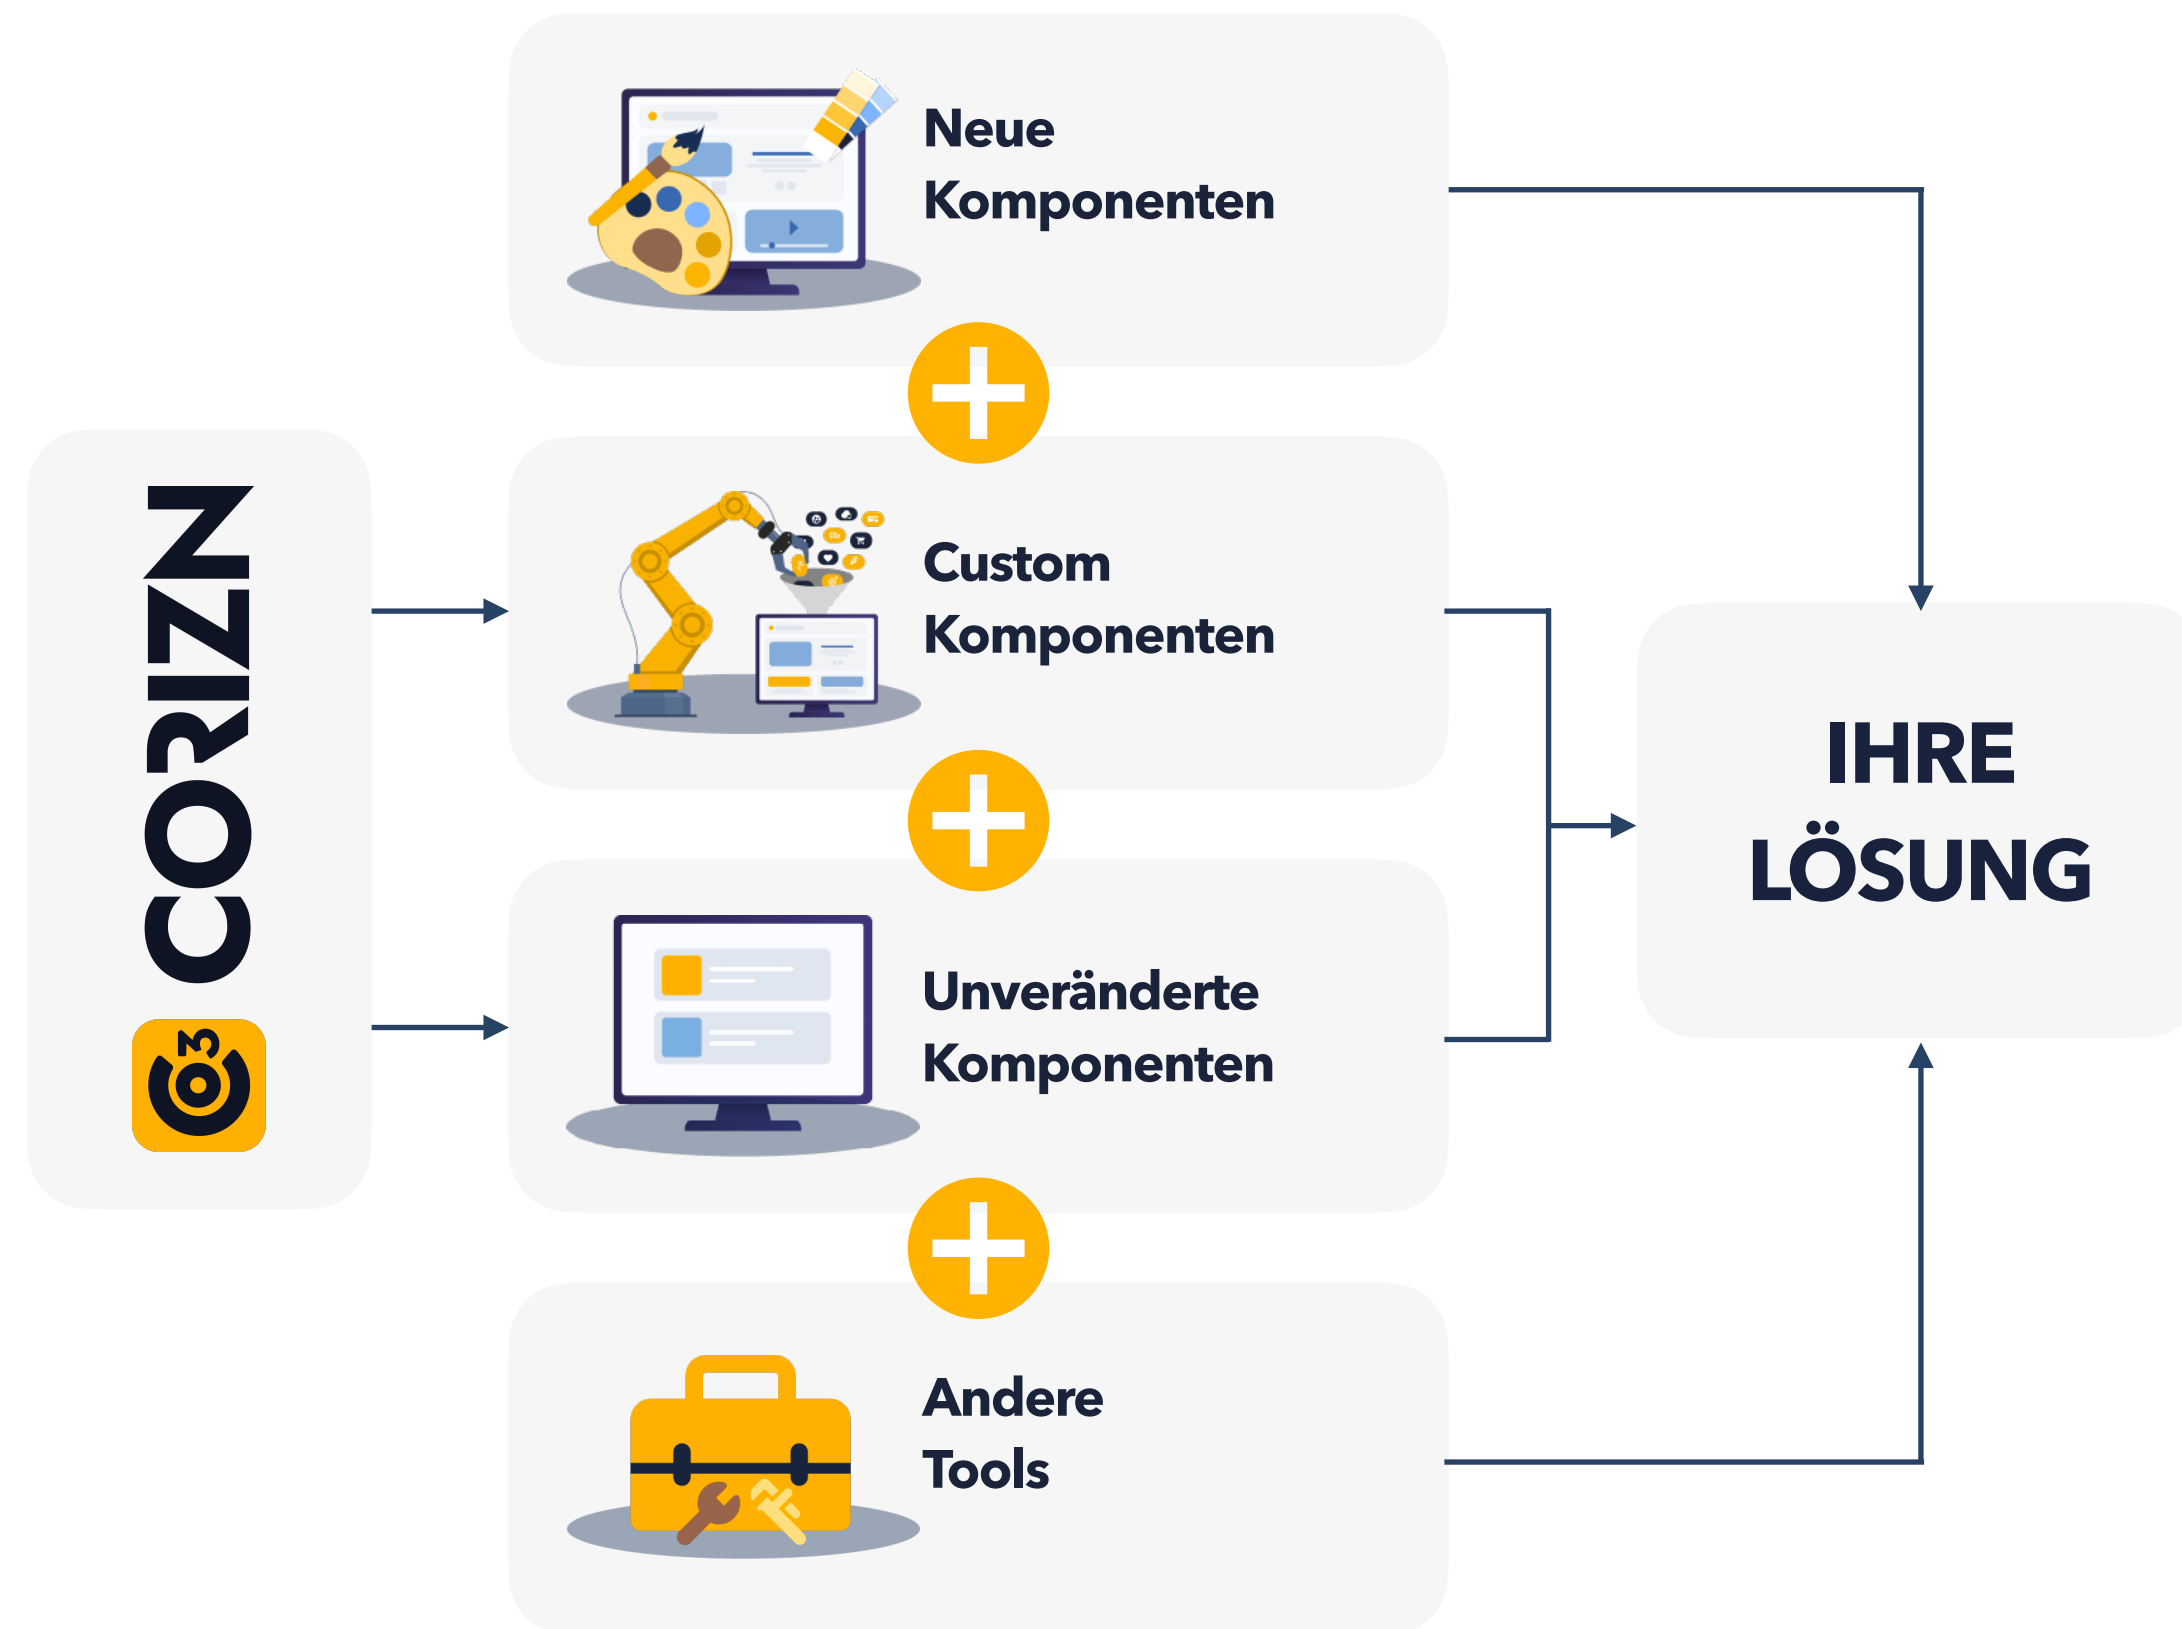 CORIZN
Neue
Komponenten
Custom
Komponenten
Unveränderte
Komponenten
Andere
Tools
IHRE
LÖSUNG